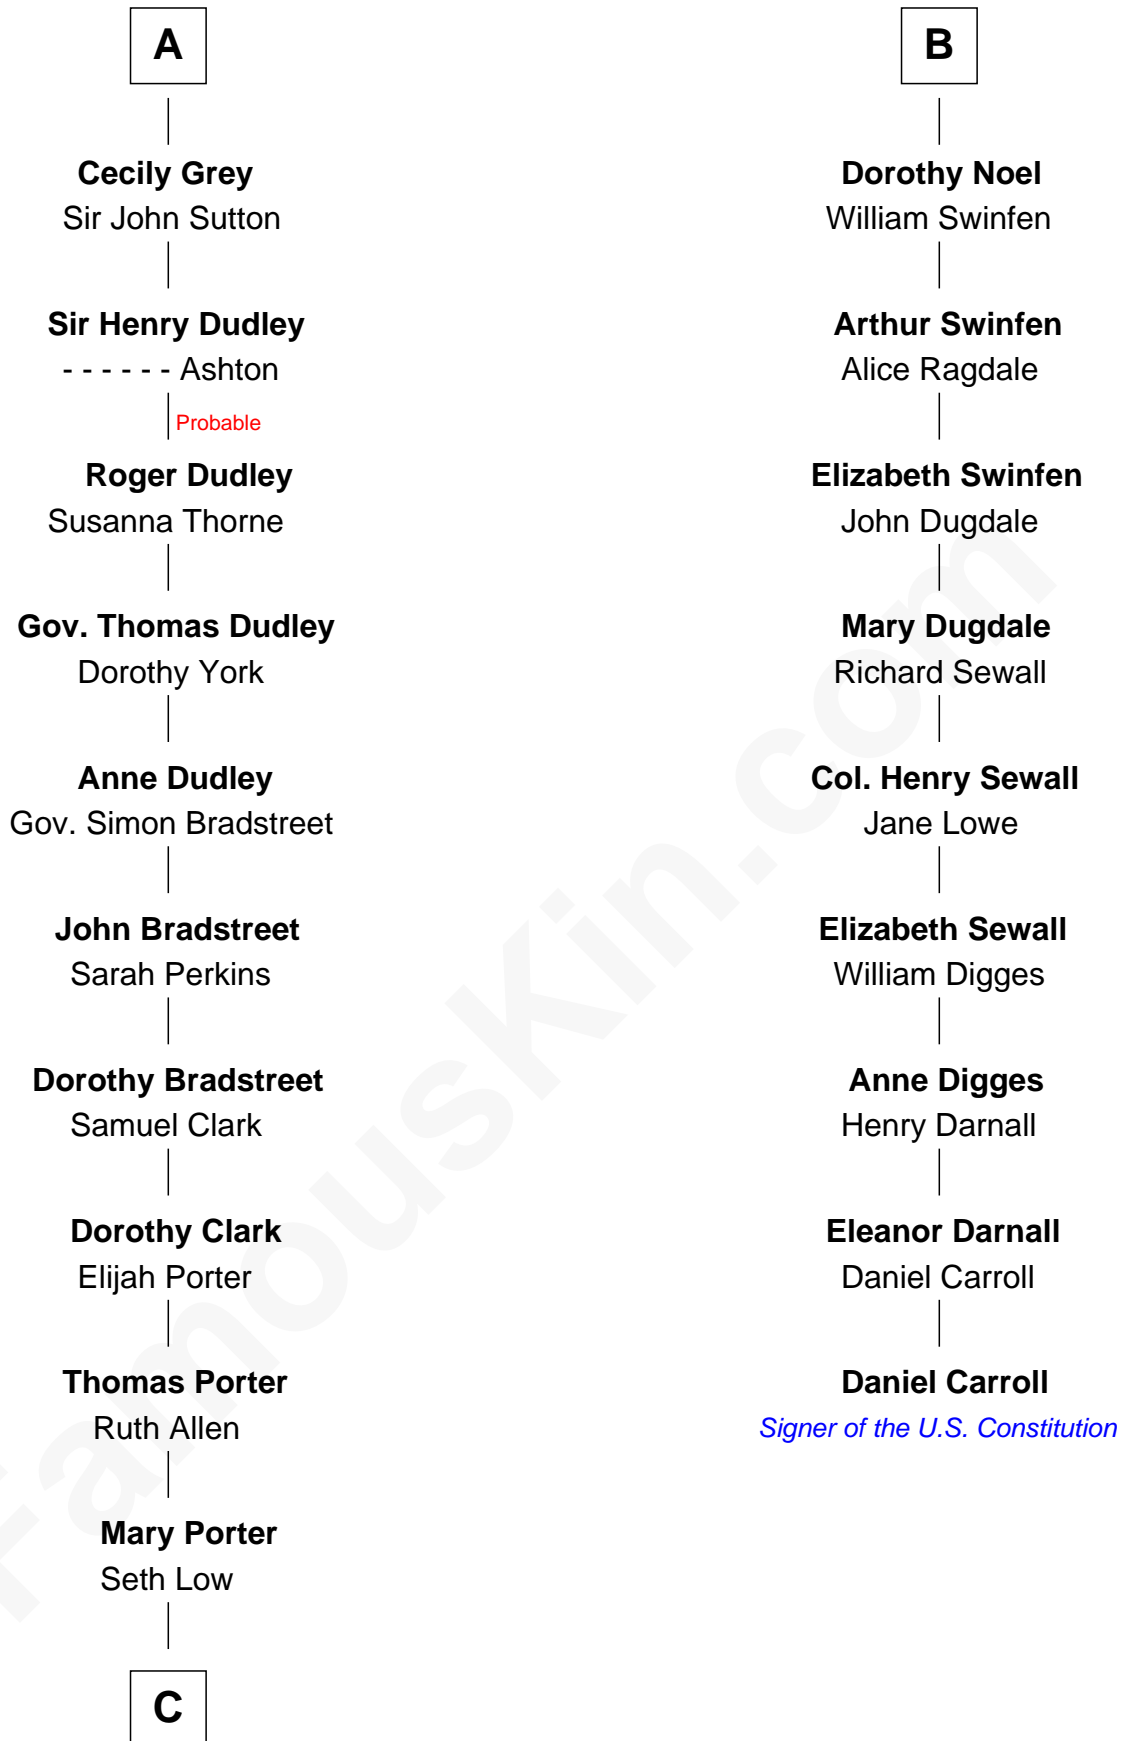 A
Cecily Grey
Sir John Sutton
Sir Henry Dudley
- - - - - - Ashton
Probable
Roger Dudley
Susanna Thorne
Gov. Thomas Dudley
Dorothy York
Anne Dudley
Gov. Simon Bradstreet
John Bradstreet
Sarah Perkins
Dorothy Bradstreet
Samuel Clark
Dorothy Clark
Elijah Porter
Thomas Porter
Ruth Allen
Mary Porter
Seth Low
C
B
Dorothy Noel
William Swinfen
Arthur Swinfen
Alice Ragdale
Elizabeth Swinfen
John Dugdale
Mary Dugdale
Richard Sewall
Col. Henry Sewall
Jane Lowe
Elizabeth Sewall
William Digges
Anne Digges
Henry Darnall
Eleanor Darnall
Daniel Carroll
Daniel Carroll
Signer of the U.S. Constitution
FamousKin.com